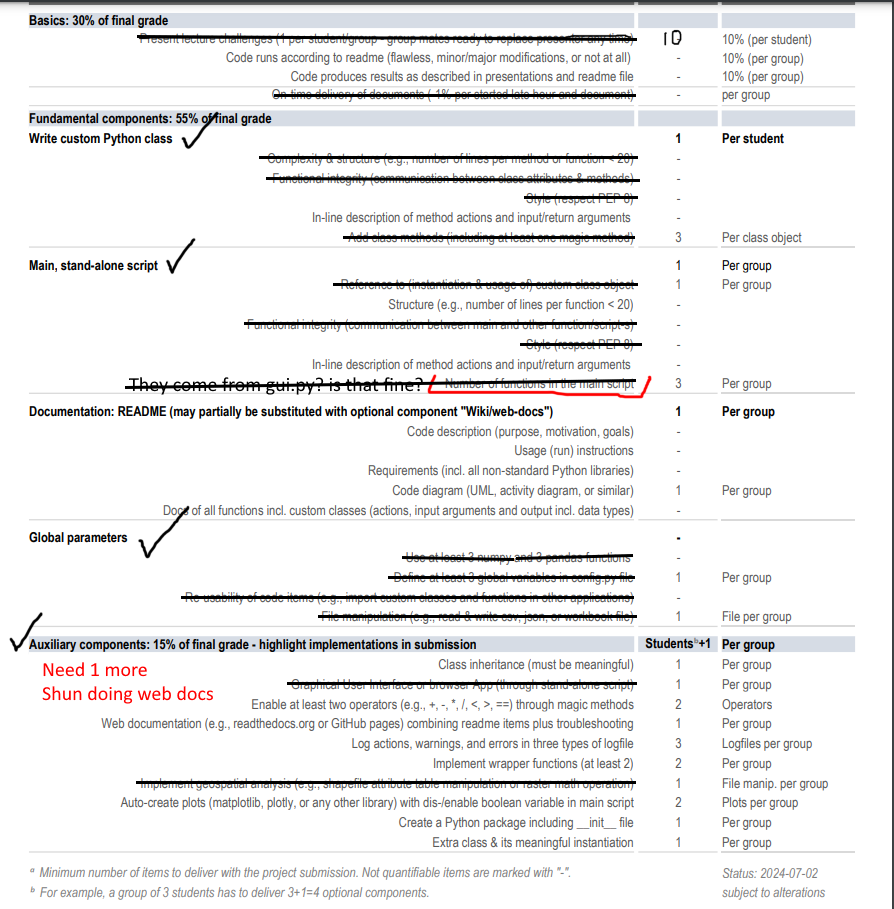 Basics: 30% of final grade
Present lecture challenges (1 per student/group - group mates ready to replace presenter any time) 10 10% (per student)
Code runs according to readme (flawless, minor/major modifications, or not at all) - 10% (per group)
Code produces results as described in presentations and readme file - 10% (per group)
On-time delivery of documents (-1% per started late hour and document) - per group
Fundamental components: 55% of final grade
Write custom Python class 1 Per student
Complexity & structure (e.g., number of lines per method or function < 20) -
Functional integrity (communication between class attributes & methods) -
Style (respect PEP 8) -
In-line description of method actions and input/return arguments -
Add class methods (including at least one magic method) 3 Per class object
Main, stand-alone script 1 Per group
Reference to (instantiation & usage of) custom class object 1 Per group
Structure (e.g., number of lines per function < 20) -
Functional integrity (communication between main and other function/script-s) -
Style (respect PEP 8) -
In-line description of method actions and input/return arguments -
They come from gui.py? is that fine? Number of functions in the main script 3 Per group
Documentation: README (may partially be substituted with optional component "Wiki/web-docs") 1 Per group
Code description (purpose, motivation, goals) -
Usage (run) instructions -
Requirements (incl. all non-standard Python libraries) -
Code diagram (UML, activity diagram, or similar) 1 Per group
Docs of all functions incl. custom classes (actions, input arguments and output incl. data types) -
Global parameters -
Use at least 3 numpy and 3 pandas functions -
Define at least 3 global variables in config.py file 1 Per group
Re-usability of code items (e.g., import custom classes and functions in other applications) -
File manipulation (e.g., read & write csv, json, or workbook file) 1 File per group
Auxiliary components: 15% of final grade - highlight implementations in submission Students^b+1 Per group
Need 1 more
Shun doing web docs
Class inheritance (must be meaningful) 1 Per group
Graphical User Interface or browser App (through stand-alone script) 1 Per group
Enable at least two operators (e.g., +, -, *, /, <, >, ==) through magic methods 2 Operators
Web documentation (e.g., readthedocs.org or GitHub pages) combining readme items plus troubleshooting 1 Per group
Log actions, warnings, and errors in three types of logfile 3 Logfiles per group
Implement wrapper functions (at least 2) 2 Per group
Implement geospatial analysis (e.g., shapefile attribute table manipulation or raster math operation) 1 File manip. per group
Auto-create plots (matplotlib, plotly, or any other library) with dis-/enable boolean variable in main script 2 Plots per group
Create a Python package including __init__ file 1 Per group
Extra class & its meaningful instantiation 1 Per group
a Minimum number of items to deliver with the project submission. Not quantifiable items are marked with "-". Status: 2024-07-02
b For example, a group of 3 students has to deliver 3+1=4 optional components. subject to alterations